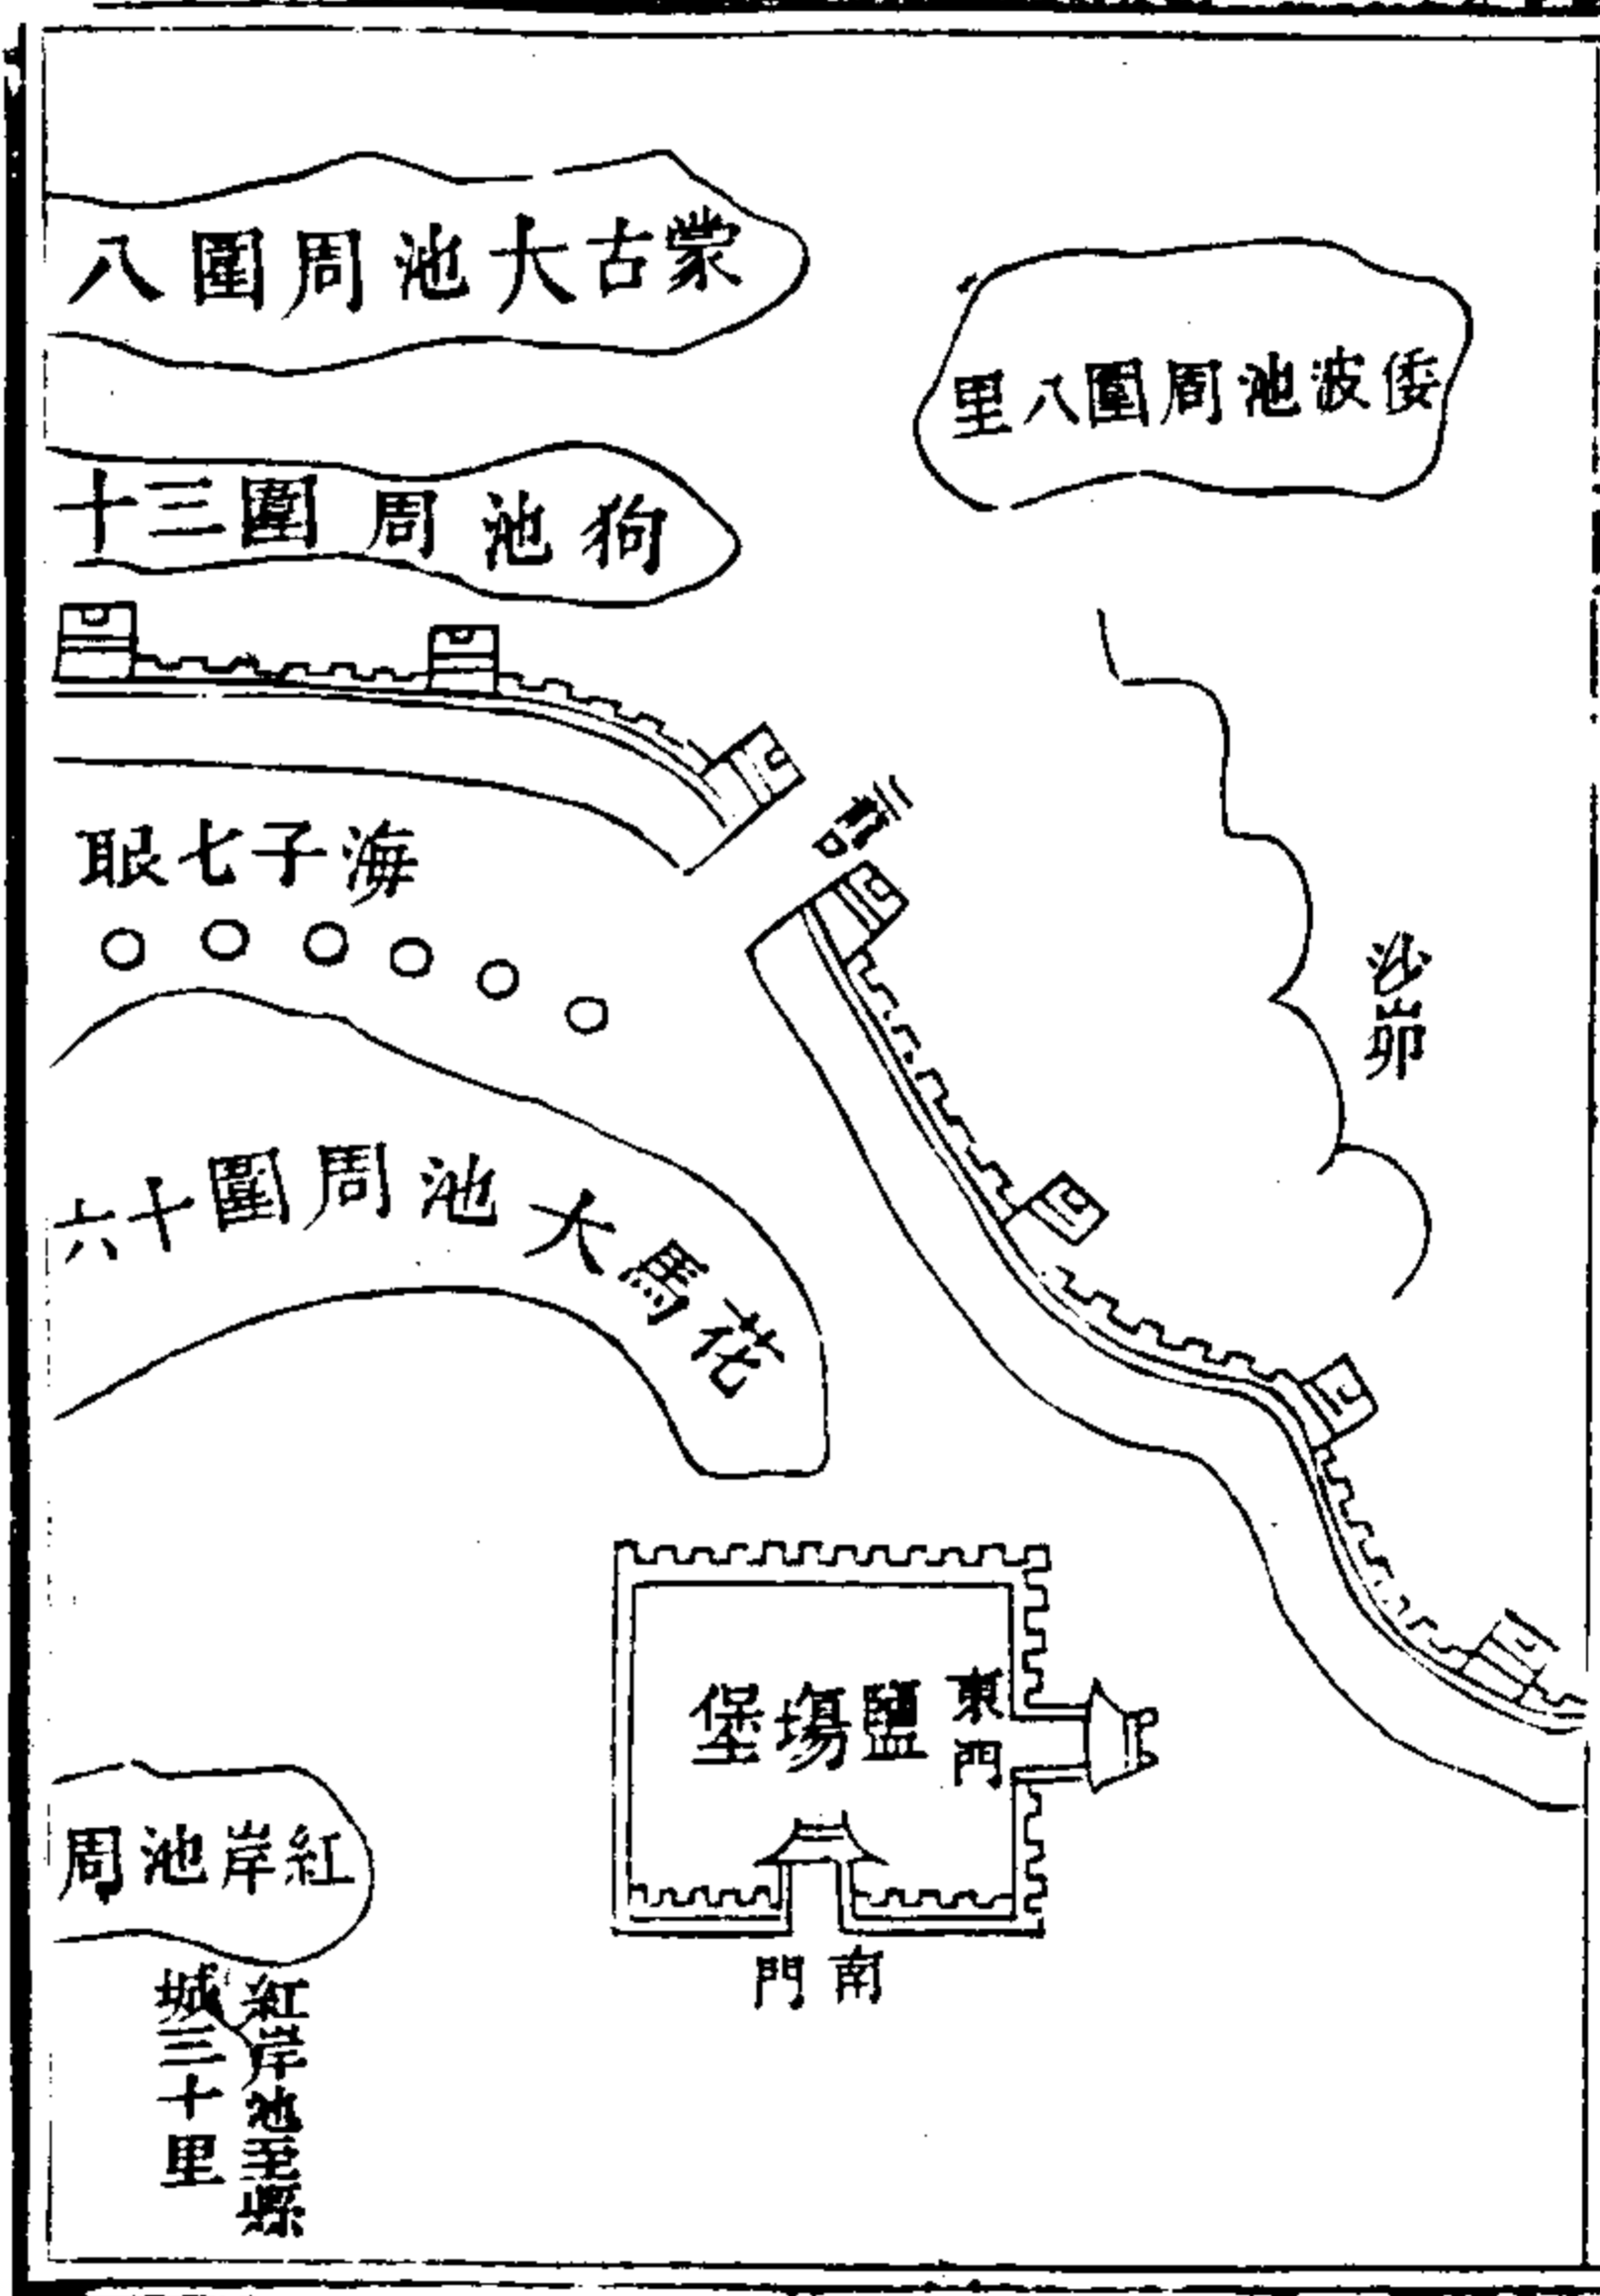 倭波池周圍八里
蒙古大池周圍八
狗池周圍三十
海子七眼
沙峁
花馬大池周圍十六
鹽場堡
東門
南門
紅岸池周
紅岸池至縣
城三十里